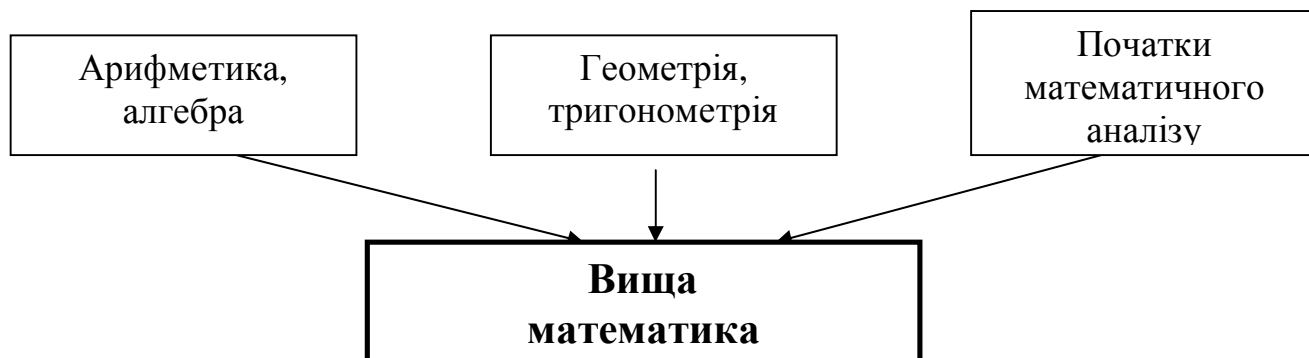 Арифметика,
алгебра
Геометрія,
тригонометрія
Початки
математичного
аналізу
Вища
математика